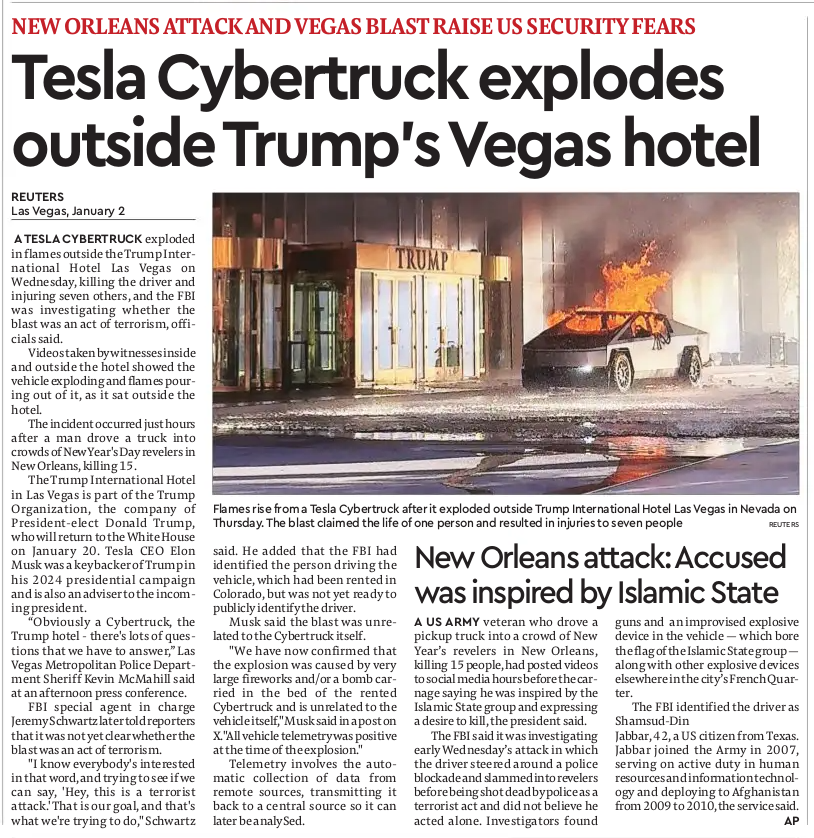 NEW ORLEANS ATTACK AND VEGAS BLAST RAISE US SECURITY FEARS
Tesla Cybertruck explodes
outside Trump's Vegas hotel
REUTERS
Las Vegas, January 2
A TESLA CYBERTRUCK exploded
in flames outside the Trump Inter-
national Hotel Las Vegas on
Wednesday, killing the driver and
injuring seven others, and the FBI
was investigating whether the
blast was an act of terrorism, offi-
cials said.
Videos taken by witnesses inside
and outside the hotel showed the
vehicle exploding and flames pour-
ing out of it, as it sat outside the
hotel.
The incident occurred just hours
after a man drove a truck into
crowds of New Year's Day revelers in
New Orleans, killing 15.
The Trump International Hotel
in Las Vegas is part of the Trump
Organization, the company of
President-elect Donald Trump,
who will return to the White House
on January 20. Tesla CEO Elon
Musk was a key backer of Trump in
his 2024 presidential campaign
and is also an adviser to the incom-
ing president.
"Obviously a Cybertruck, the
Trump hotel - there's lots of ques-
tions that we have to answer," Las
Vegas Metropolitan Police Depart-
ment Sheriff Kevin McMahill said
at an afternoon press conference.
FBI special agent in charge
Jeremy Schwartz later told reporters
that it was not yet clear whether the
blast was an act of terrorism.
"I know everybody's interested
in that word, and trying to see if we
can say, 'Hey, this is a terrorist
attack.' That is our goal, and that's
what we're trying to do," Schwartz
TRUMP
Flames rise from a Tesla Cybertruck after it exploded outside Trump International Hotel Las Vegas in Nevada on
Thursday. The blast claimed the life of one person and resulted in injuries to seven people
REUTERS
said. He added that the FBI had
identified the person driving the
vehicle, which had been rented in
Colorado, but was not yet ready to
publicly identify the driver.
Musk said the blast was unre-
lated to the Cybertruck itself.
"We have now confirmed that
the explosion was caused by very
large fireworks and/or a bomb car-
ried in the bed of the rented
Cybertruck and is unrelated to the
vehicle itself," Musk said in a post on
X."All vehicle telemetry was positive
at the time of the explosion."
Telemetry involves the auto-
matic collection of data from
remote sources, transmitting it
back to a central source so it can
later be analySed.
New Orleans attack: Accused
was inspired by Islamic State
A US ARMY veteran who drove a
pickup truck into a crowd of New
Year's revelers in New Orleans,
killing 15 people, had posted videos
to social media hours before the car-
nage saying he was inspired by the
Islamic State group and expressing
a desire to kill, the president said.
The FBI said it was investigating
early Wednesday's attack in which
the driver steered around a police
blockade and slammed into revelers
before being shot dead by police as a
terrorist act and did not believe he
acted alone. Investigators found
guns and an improvised explosive
device in the vehicle — which bore
the flag of the Islamic State group —
along with other explosive devices
elsewhere in the city's French Quar-
ter.
The FBI identified the driver as
Shamsud-Din
Jabbar, 42, a US citizen from Texas.
Jabbar joined the Army in 2007,
serving on active duty in human
resources and information technol-
ogy and deploying to Afghanistan
from 2009 to 2010, the service said.
AP